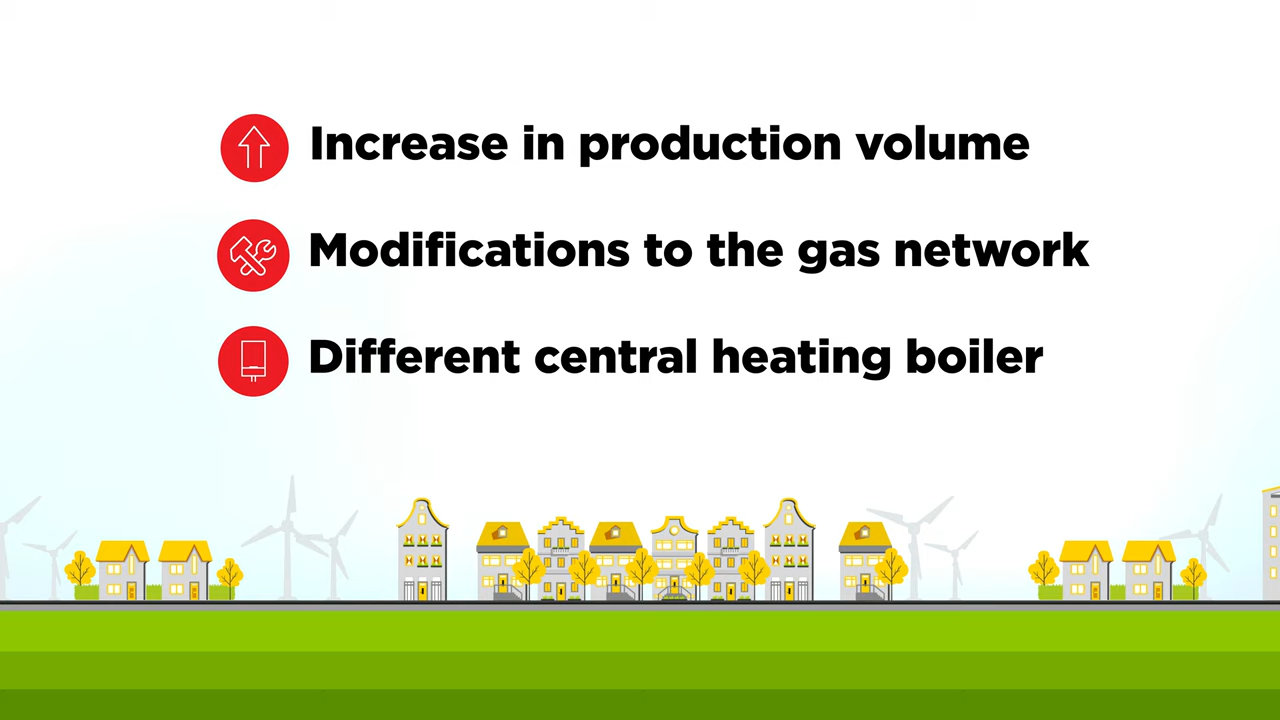 Increase in production volume
Modifications to the gas network
Different central heating boiler